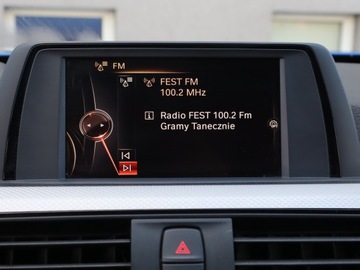 FM
FEST FM
100.2 MHz
Radio FEST 100.2 Fm
Gramy Tanecznie